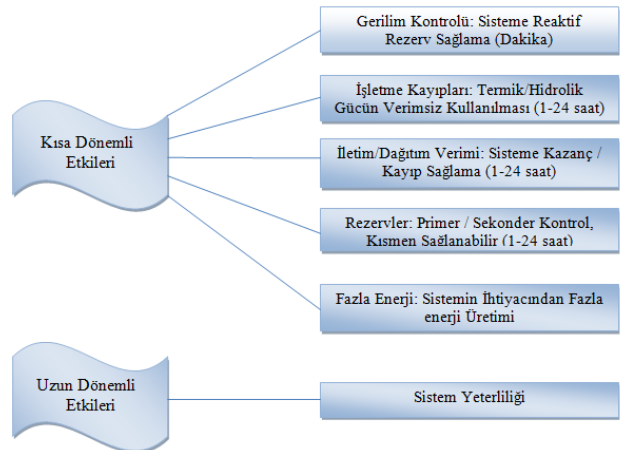 Kısa Dönemli
Etkileri
Gerilim Kontrolü: Sisteme Reaktif
Rezerv Sağlama (Dakika)
İşletme Kayıpları: Termik/Hidrolik
Gücün Verimsiz Kullanılması (1-24 saat)
İletim/Dağıtım Verimi: Sisteme Kazanç /
Kayıp Sağlama (1-24 saat)
Rezervler: Primer / Sekonder Kontrol,
Kısmen Sağlanabilir (1-24 saat)
Fazla Enerji: Sistemin İhtiyacından Fazla
enerji Üretimi
Uzun Dönemli
Etkileri
Sistem Yeterliliği